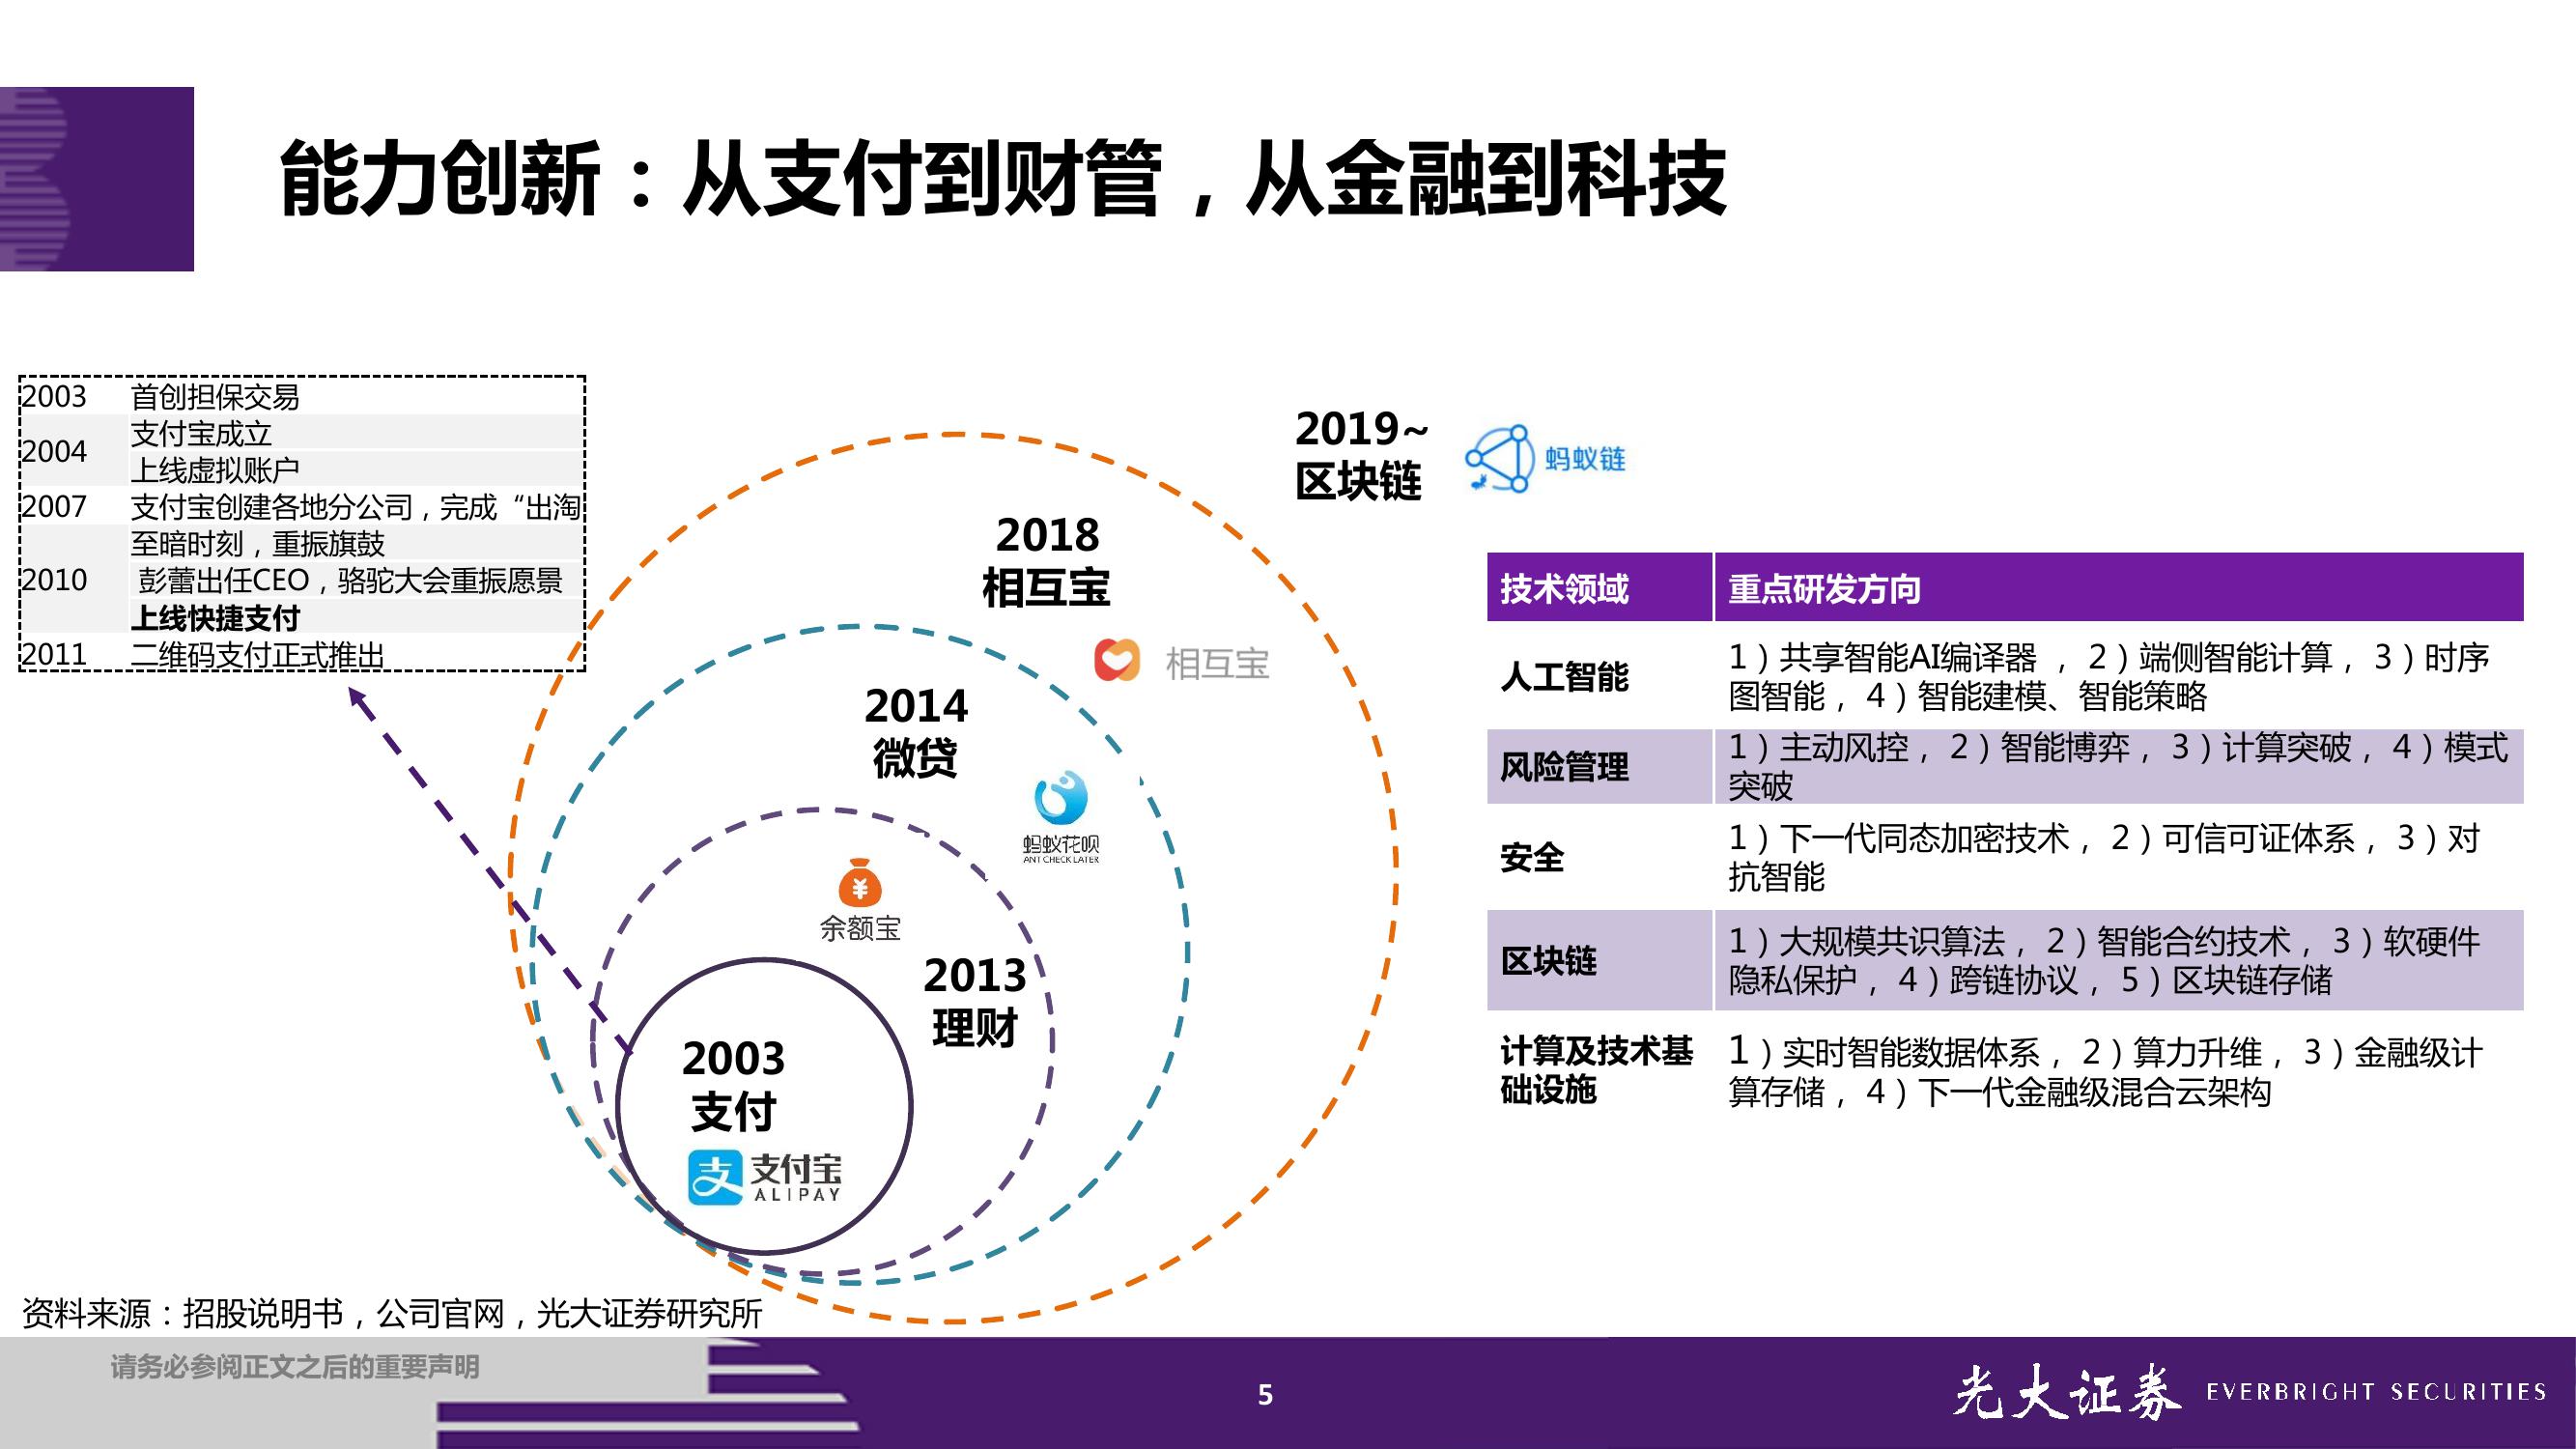 能力创新：从支付到财管，从金融到科技
2003 首创担保交易
2004 支付宝成立
上线虚拟账户
2007 支付宝创建各地分公司，完成“出淘
2010 至暗时刻，重振旗鼓
彭蕾出任CEO，骆驼大会重振愿景
上线快捷支付
2011 二维码支付正式推出
2019~
区块链
蚂蚁链
2018
相互宝
相互宝
2014
微贷
蚂蚁花呗
ANT CHECK LATER
余额宝
2013
理财
2003
支付
支 支付宝
ALIPAY
技术领域 重点研发方向
人工智能 1）共享智能AI编译器 ，2）端侧智能计算，3）时序
图智能，4）智能建模、智能策略
风险管理 1）主动风控，2）智能博弈，3）计算突破，4）模式
突破
安全 1）下一代同态加密技术，2）可信可证体系，3）对
抗智能
区块链 1）大规模共识算法，2）智能合约技术，3）软硬件
隐私保护，4）跨链协议，5）区块链存储
计算及技术基
础设施
1）实时智能数据体系，2）算力升维，3）金融级计
算存储，4）下一代金融级混合云架构
资料来源：招股说明书，公司官网，光大证券研究所
请务必参阅正文之后的重要声明
5
光大证券 EVERBRIGHT SECURITIES